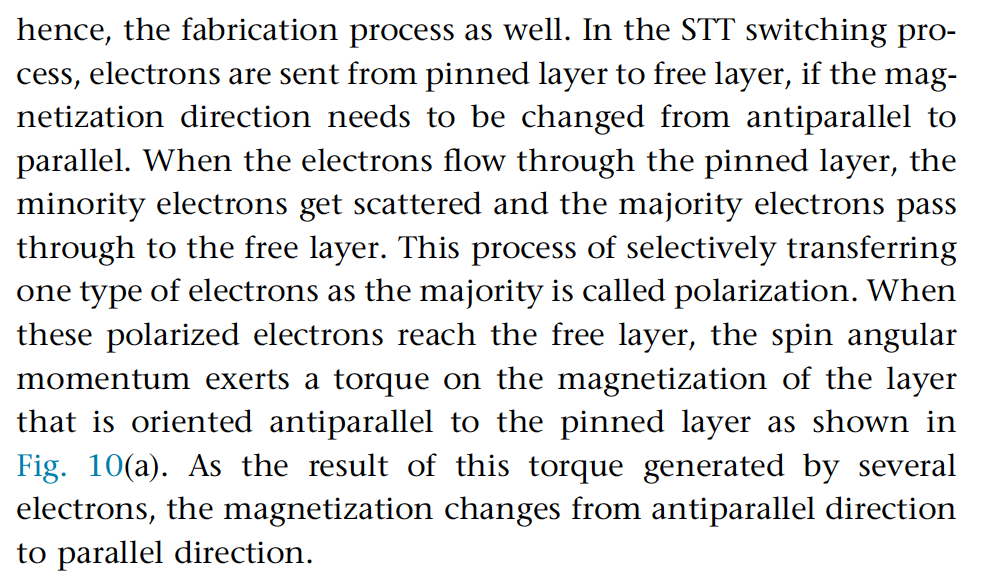 hence, the fabrication process as well. In the STT switching pro-
cess, electrons are sent from pinned layer to free layer, if the mag-
netization direction needs to be changed from antiparallel to
parallel. When the electrons flow through the pinned layer, the
minority electrons get scattered and the majority electrons pass
through to the free layer. This process of selectively transferring
one type of electrons as the majority is called polarization. When
these polarized electrons reach the free layer, the spin angular
momentum exerts a torque on the magnetization of the layer
that is oriented antiparallel to the pinned layer as shown in
Fig. 10(a). As the result of this torque generated by several
electrons, the magnetization changes from antiparallel direction
to parallel direction.